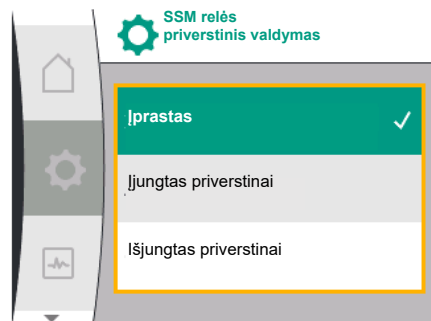 SSM relės
priverstinis valdymas
Įprastas
Įjungtas priverstinai
Išjungtas priverstinai